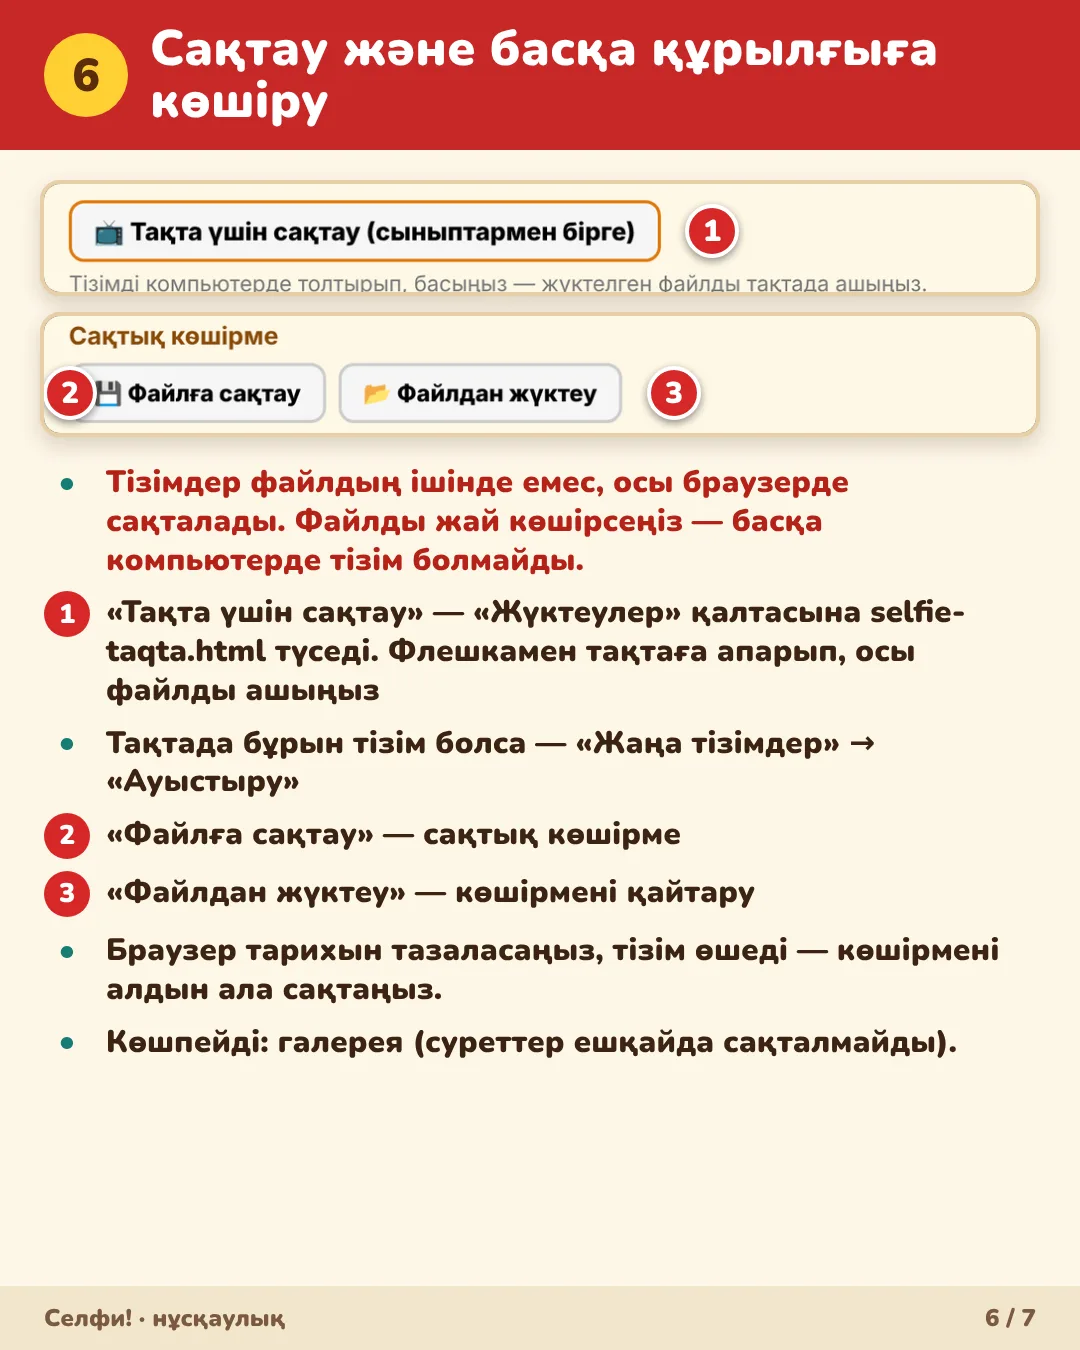 6
Сақтау және басқа құрылғыға
көшіру
📺 Тақта үшін сақтау (сыныптармен бірге)
1
Тізімді компьютерде толтырып, басыңыз — жүктелген файлды тақтада ашыңыз.
Сақтық көшірме
2
💾 Файлға сақтау
📂 Файлдан жүктеу
3
• Тізімдер файлдың ішінде емес, осы браузерде
сақталады. Файлды жай көшірсеңіз — басқа
компьютерде тізім болмайды.
1 «Тақта үшін сақтау» — «Жүктеулер» қалтасына selfie-
taqta.html түседі. Флешкамен тақтаға апарып, осы
файлды ашыңыз
• Тақтада бұрын тізім болса — «Жаңа тізімдер» →
«Ауыстыру»
2 «Файлға сақтау» — сақтық көшірме
3 «Файлдан жүктеу» — көшірмені қайтару
• Браузер тарихын тазаласаңыз, тізім өшеді — көшірмені
алдын ала сақтаңыз.
• Көшпейді: галерея (суреттер ешқайда сақталмайды).
Селфи! · нұсқаулық
6 / 7